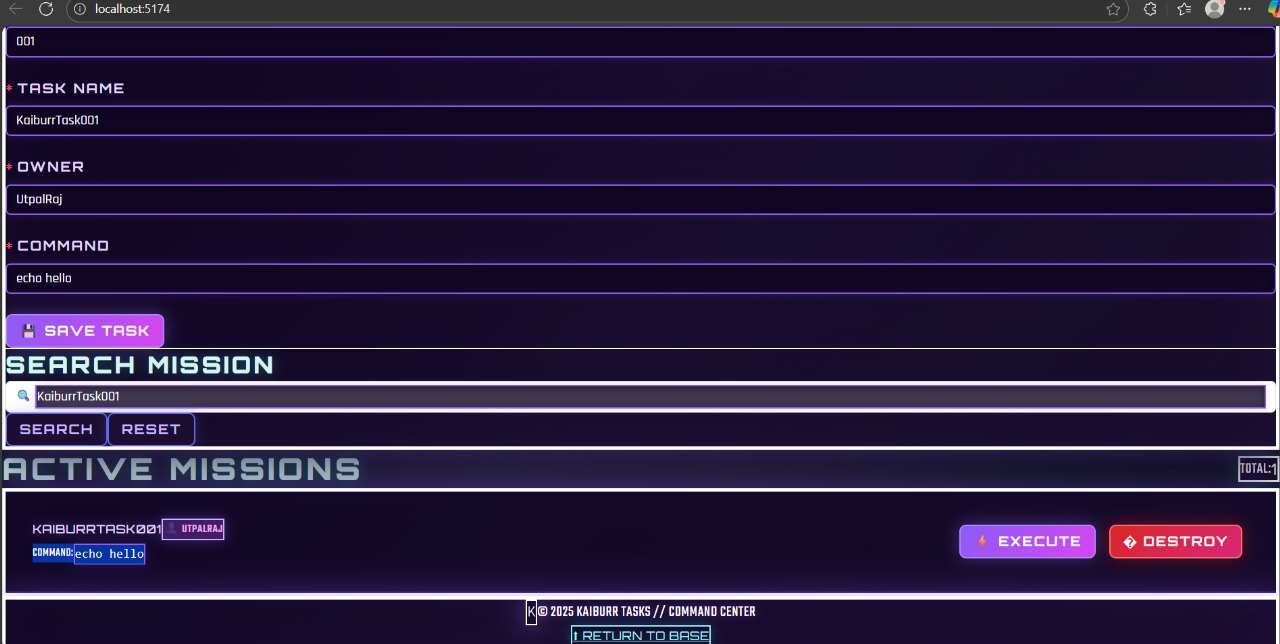 localhost:5174
001
* TASK NAME
KaiburrTask001
* OWNER
UtpalRaj
* COMMAND
echo hello
💾 SAVE TASK
SEARCH MISSION
🔍 KaiburrTask001
SEARCH RESET
ACTIVE MISSIONS TOTAL:1
KAIBURRTASK001 👤 UTPALRAJ
COMMAND: echo hello
⚡ EXECUTE � DESTROY
K © 2025 KAIBURR TASKS // COMMAND CENTER
↑ RETURN TO BASE